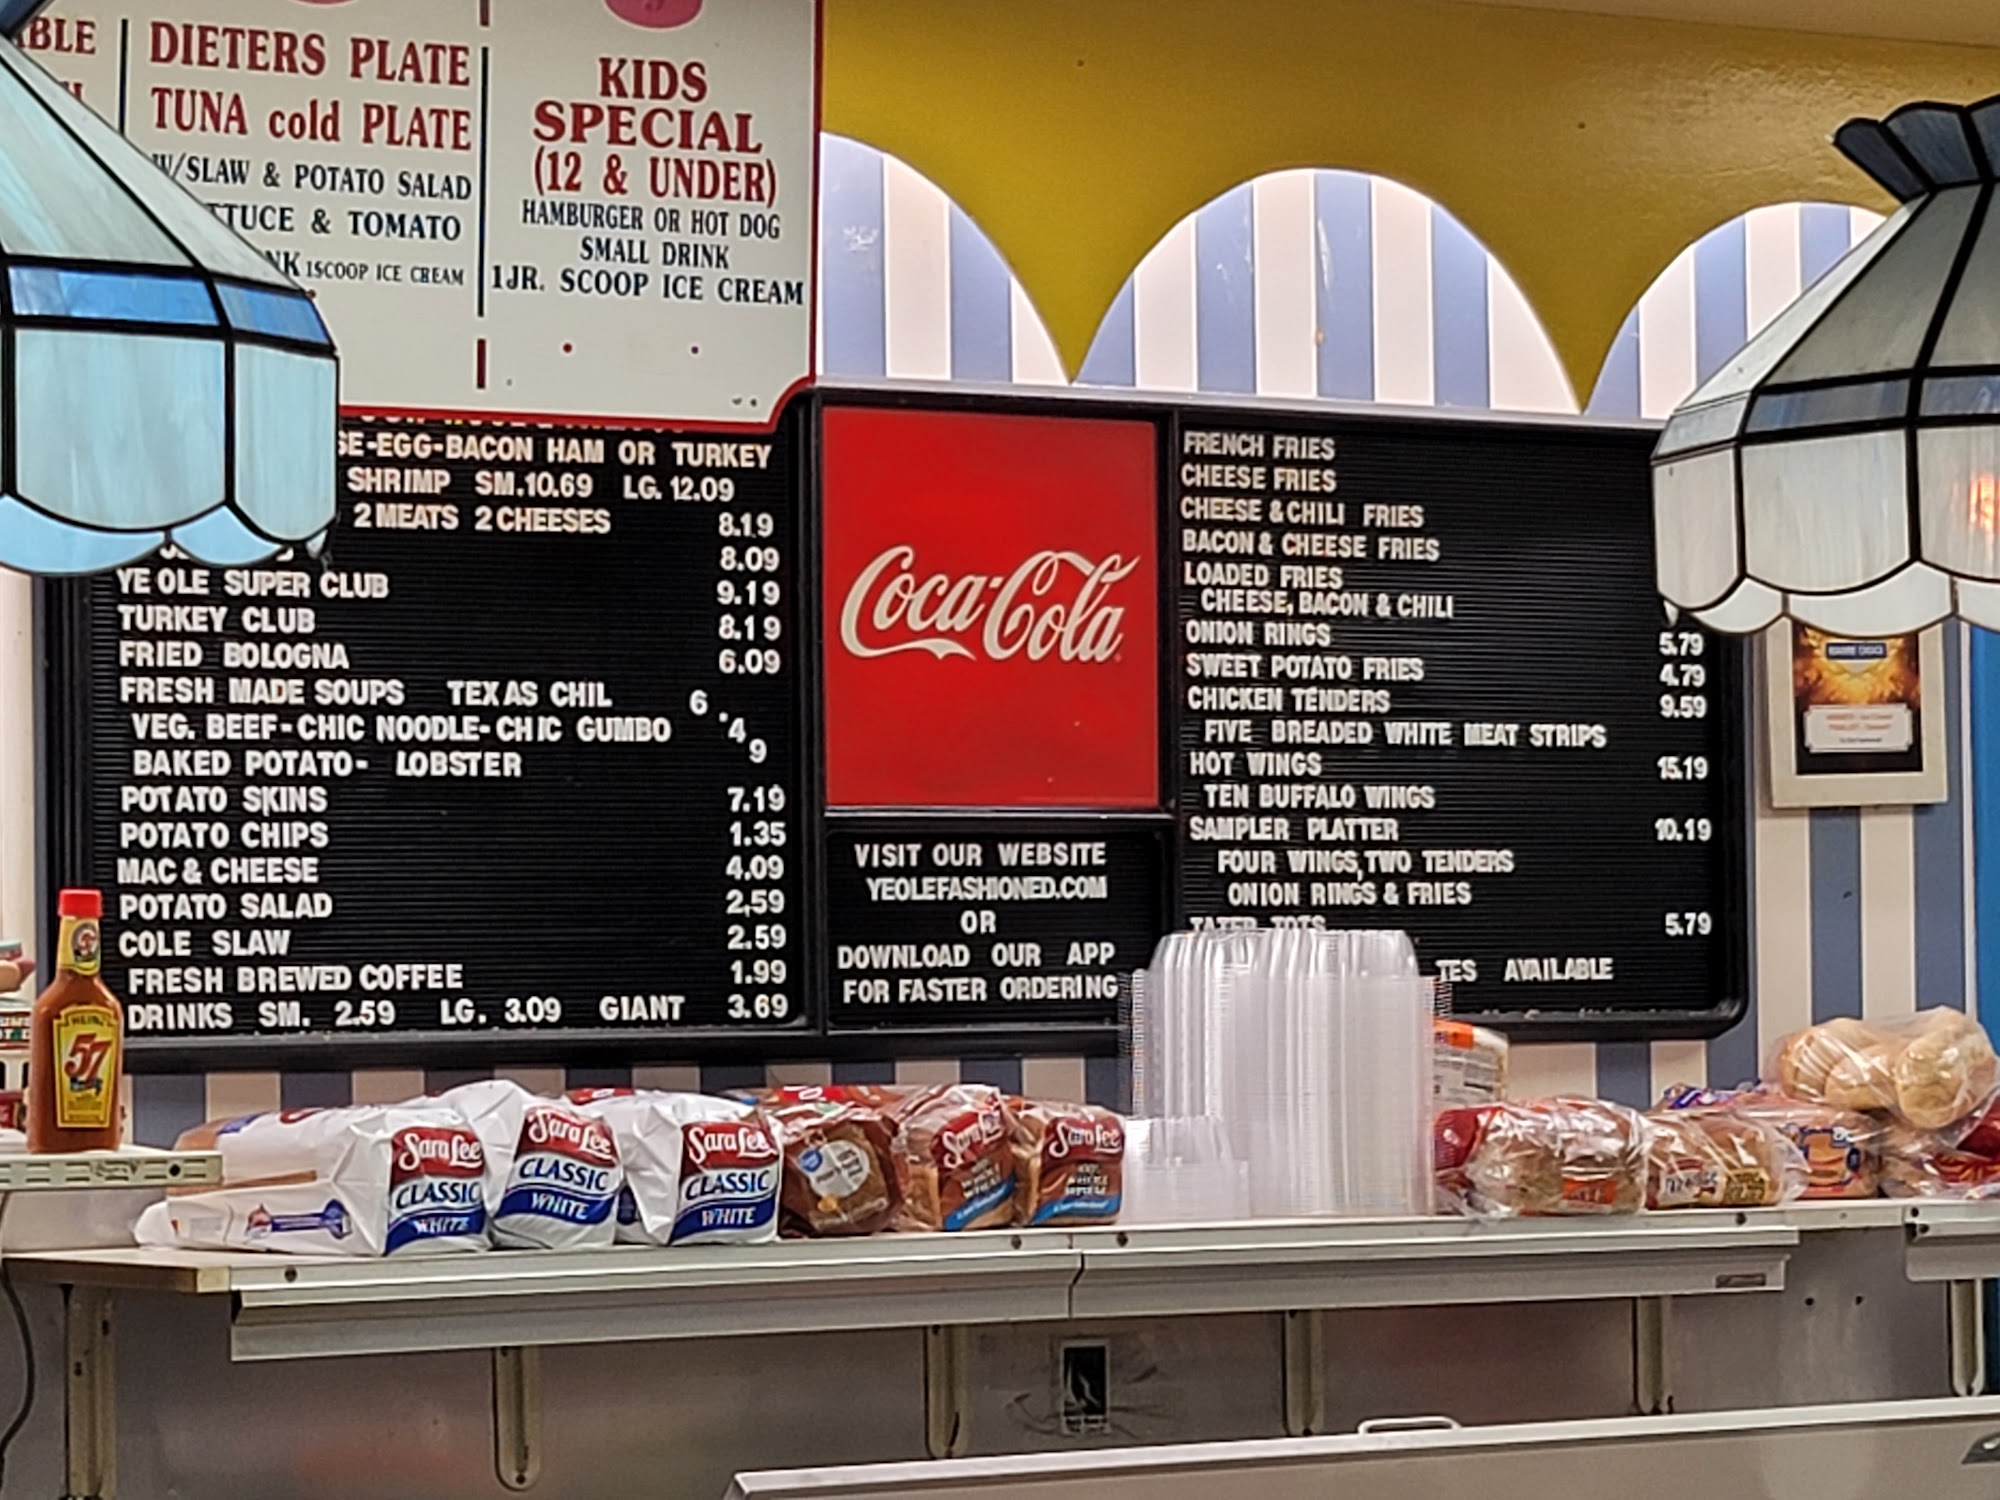 DIETERS PLATE
TUNA cold PLATE
W/SLAW & POTATO SALAD
& TOMATO
1SCOOP ICE CREAM
KIDS
SPECIAL
(12 & UNDER)
HAMBURGER OR HOT DOG
SMALL DRINK
1JR. SCOOP ICE CREAM
-EGG-BACON HAM OR TURKEY
SHRIMP SM.10.69 LG. 12.09
2 MEATS 2 CHEESES 8.19
8.09
YE OLE SUPER CLUB 9.19
TURKEY CLUB 8.19
FRIED BOLOGNA 6.09
FRESH MADE SOUPS TEXAS CHIL 6
VEG. BEEF-CHIC NOODLE-CHIC GUMBO .4
BAKED POTATO- LOBSTER 9
POTATO SKINS 7.19
POTATO CHIPS 1.35
MAC & CHEESE 4.09
POTATO SALAD 2,59
COLE SLAW 2.59
FRESH BREWED COFFEE 1.99
DRINKS SM. 2.59 LG. 3.09 GIANT 3.69
Coca-Cola
VISIT OUR WEBSITE
YEOLEFASHIONED.COM
OR
DOWNLOAD OUR APP
FOR FASTER ORDERING
FRENCH FRIES
CHEESE FRIES
CHEESE & CHILI FRIES
BACON & CHEESE FRIES
LOADED FRIES
CHEESE, BACON & CHILI
ONION RINGS 5.79
SWEET POTATO FRIES 4.79
CHICKEN TENDERS 9.59
FIVE BREADED WHITE MEAT STRIPS
HOT WINGS 15.19
TEN BUFFALO WINGS
SAMPLER PLATTER 10.19
FOUR WINGS, TWO TENDERS
ONION RINGS & FRIES
TATER TOTS 5.79
AVAILABLE
HEINZ
57
Sara Lee
CLASSIC
WHITE
Sara Lee
CLASSIC
WHITE
Sara Lee
CLASSIC
WHITE
Sara Lee
Sara Lee